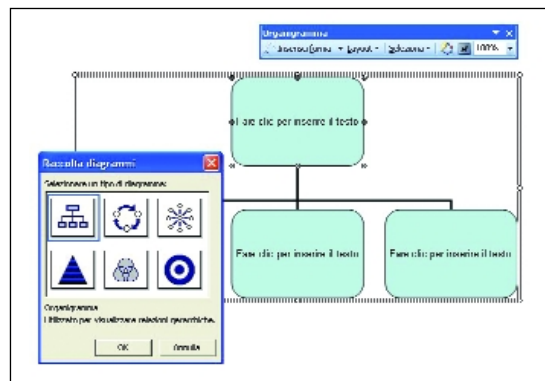 Organigramma
Inserisci forma Layout Seleziona 100%
Fare clic per inserire il testo
Raccolta diagrammi
Selezionare un tipo di diagramma:
Fare clic per inserire il testo
Fare clic per inserire il testo
Organigramma
Utilizzato per visualizzare relazioni gerarchiche.
OK Annulla